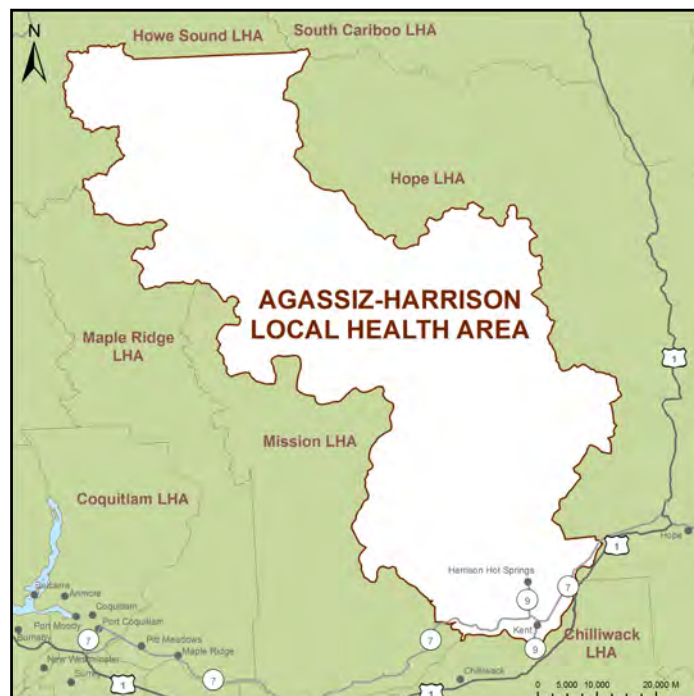 N
Howe Sound LHA
South Cariboo LHA
Hope LHA
AGASSIZ-HARRISON
LOCAL HEALTH AREA
Maple Ridge
LHA
1
Mission LHA
Coquitlam LHA
Hope
1
Harrison Hot Springs
7
9
Belcarra
Anmore
Coquitlam
Port Moody
Port Coquitlam
Kent
Burnaby
7
Pitt Meadows
7
9
Chilliwack
LHA
Maple Ridge
New Westminster
Chilliwack
Surrey
1
7
1
0 5,000 10,000 20,000 M